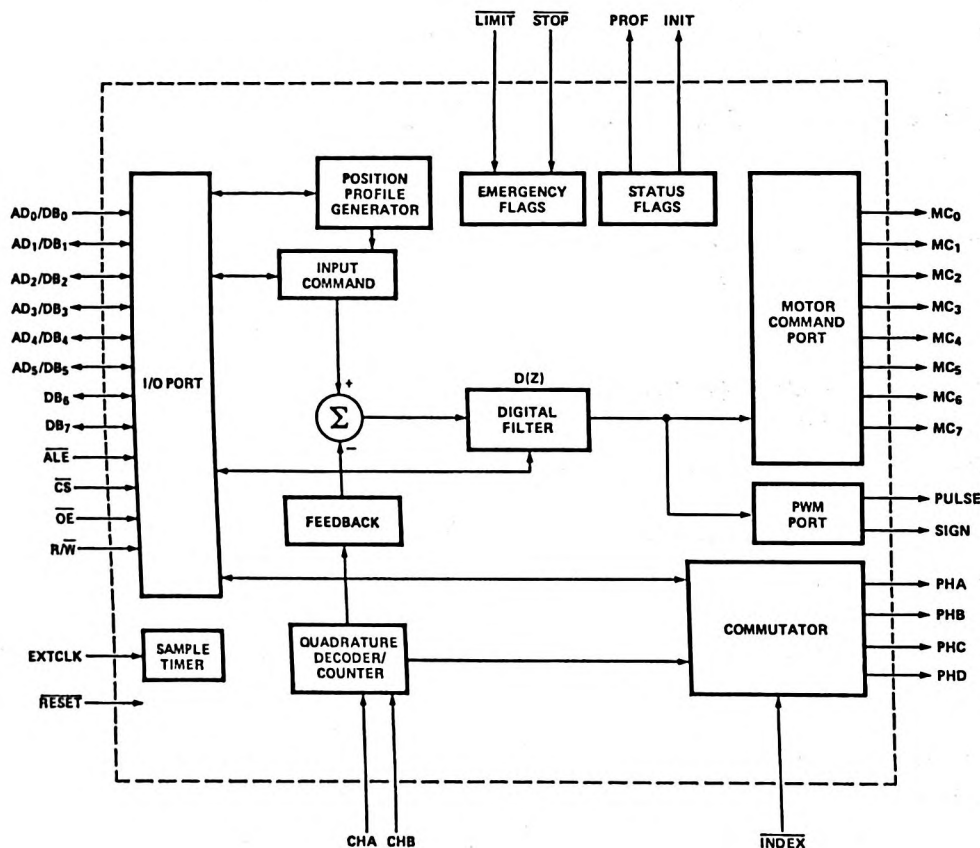 LIMIT STOP PROF INIT
POSITION
PROFILE
GENERATOR
EMERGENCY
FLAGS
STATUS
FLAGS
INPUT
COMMAND
MOTOR
COMMAND
PORT
I/O PORT
AD0/DB0
AD1/DB1
AD2/DB2
AD3/DB3
AD4/DB4
AD5/DB5
DB6
DB7
ALE
CS
OE
R/W
MC0
MC1
MC2
MC3
MC4
MC5
MC6
MC7
+
Σ
−
D(Z)
DIGITAL
FILTER
FEEDBACK
PWM
PORT
PULSE
SIGN
COMMUTATOR
PHA
PHB
PHC
PHD
QUADRATURE
DECODER/
COUNTER
EXTCLK
SAMPLE
TIMER
RESET
CHA CHB
INDEX